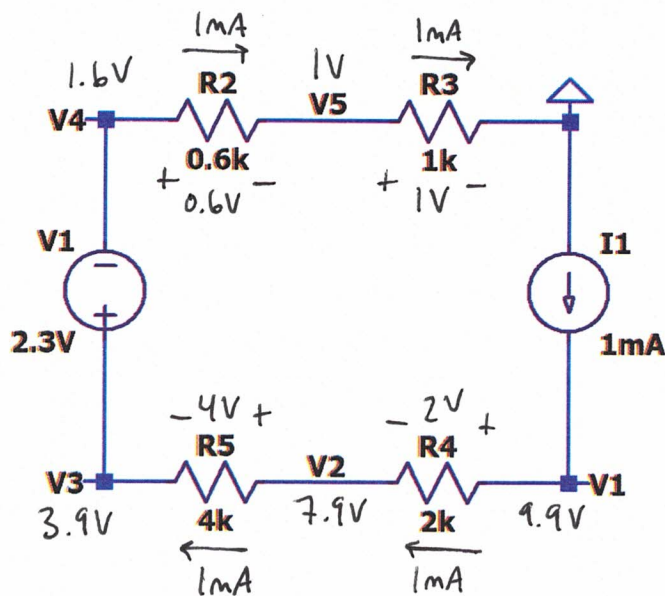 1mA 1mA
1.6V R2 1V R3
V4 V5
0.6k 1k
+ 0.6V - + 1V -
V1 I1
-
+
2.3V 1mA
- 4V + - 2V +
R5 R4
V3 V2 V1
3.9V 4k 7.9V 2k 9.9V
1mA 1mA